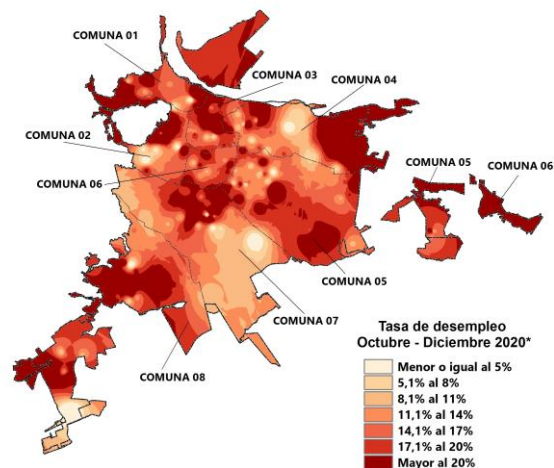 COMUNA 01
COMUNA 03
COMUNA 04
COMUNA 02
COMUNA 05
COMUNA 06
COMUNA 06
COMUNA 05
COMUNA 07
COMUNA 08
Tasa de desempleo
Octubre - Diciembre 2020*
Menor o igual al 5%
5,1% al 8%
8,1% al 11%
11,1% al 14%
14,1% al 17%
17,1% al 20%
Mayor al 20%